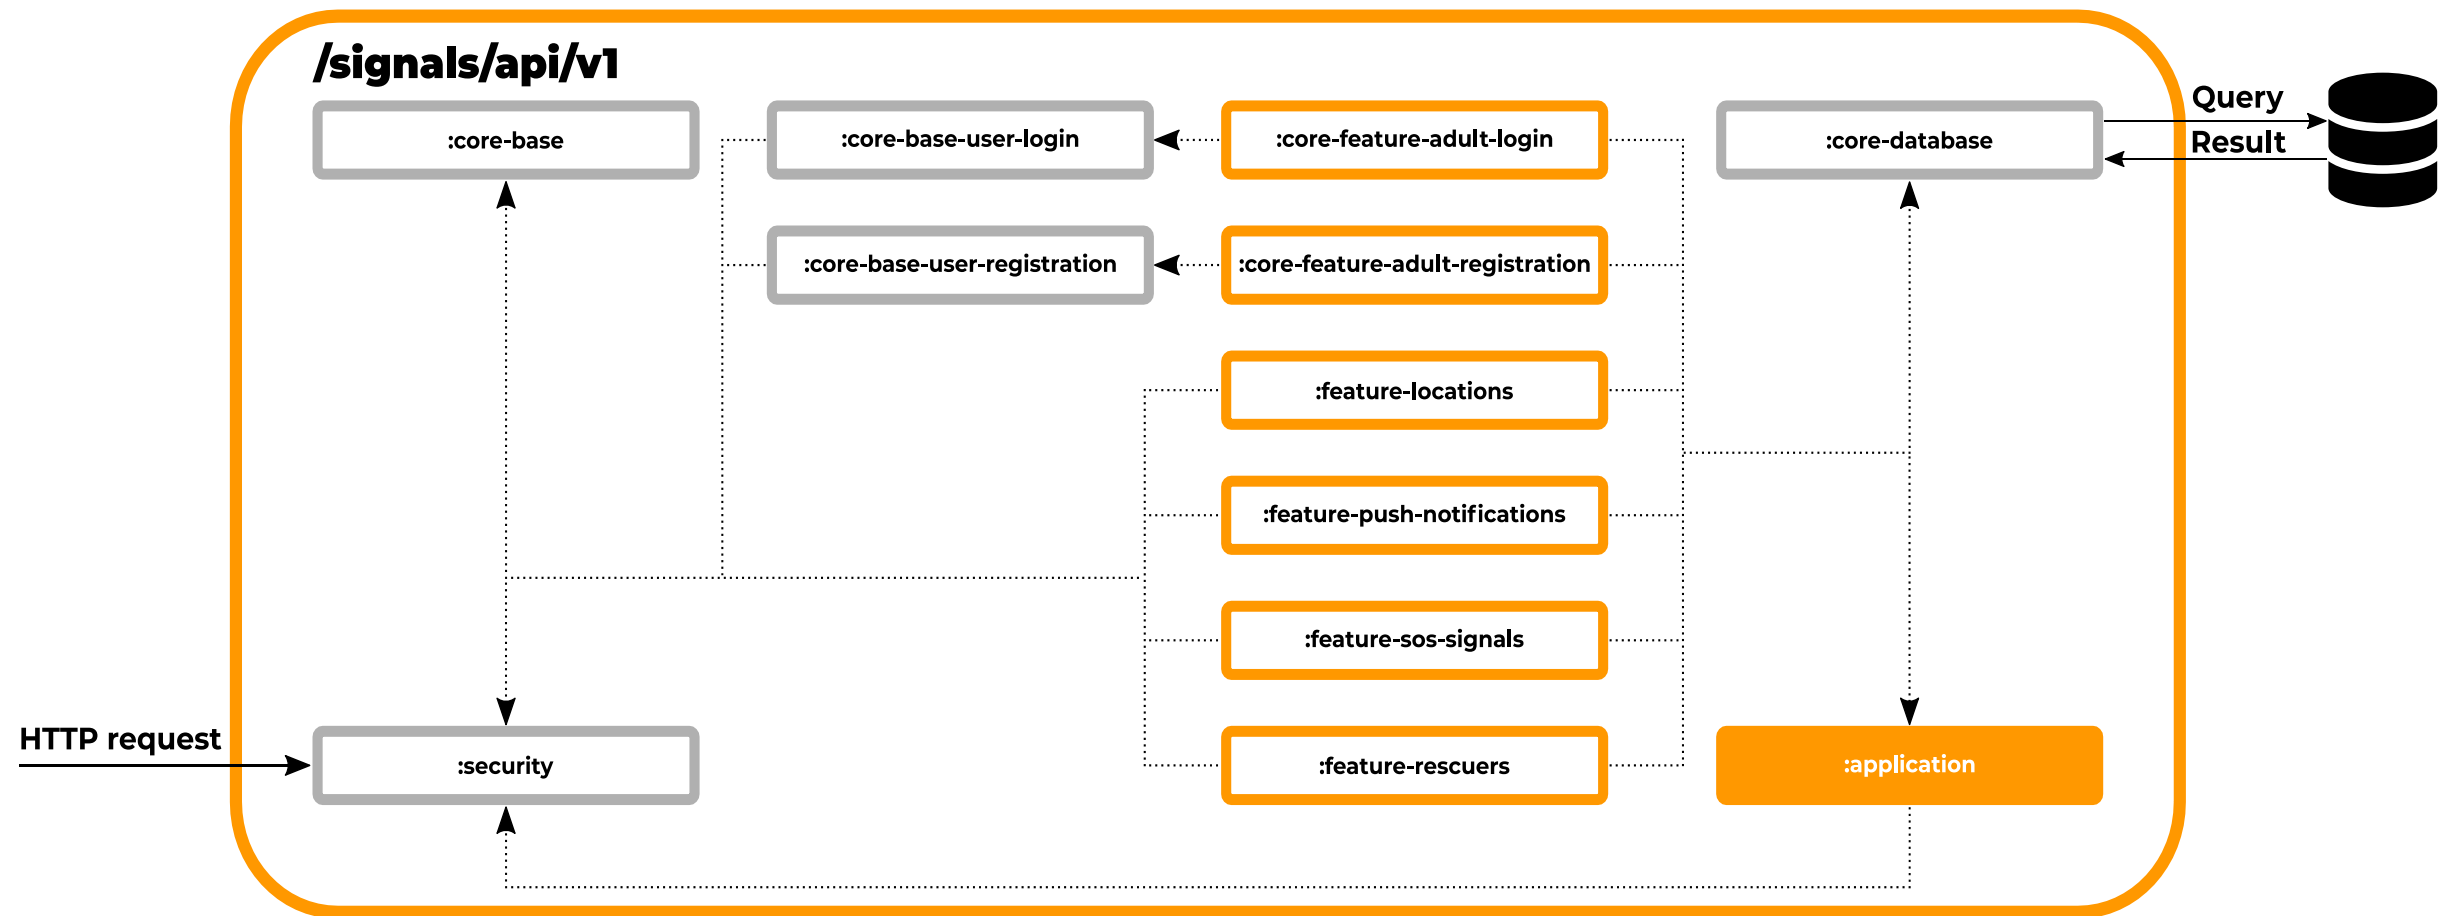 /signals/api/v1
:core-base
:core-base-user-login
:core-feature-adult-login
:core-database
Query
Result
:core-base-user-registration
:core-feature-adult-registration
:feature-locations
:feature-push-notifications
:feature-sos-signals
HTTP request
:security
:feature-rescuers
:application